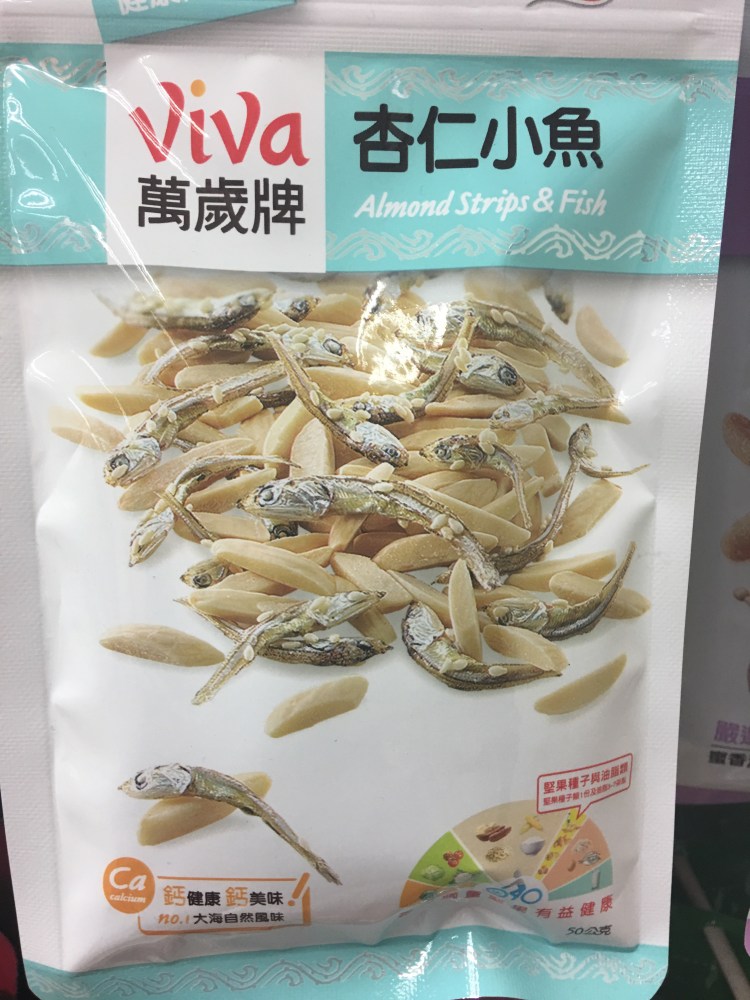 Viva
萬歲牌
杏仁小魚
Almond Strips & Fish
堅果種子與油脂類
Ca
calcium
鈣健康 鈣美味!
no.1 大海自然風味
有益健康
50公克